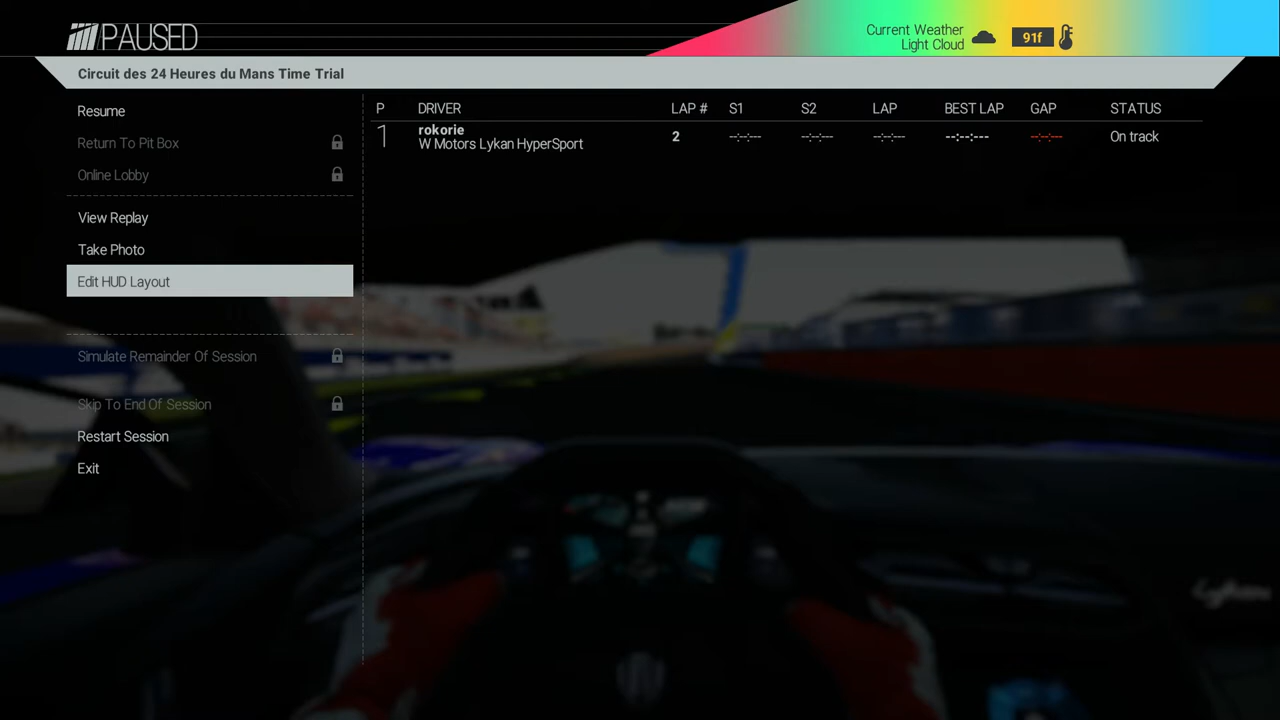 PAUSED
Current Weather
Light Cloud
91f
Circuit des 24 Heures du Mans Time Trial
Resume
Return To Pit Box
Online Lobby
View Replay
Take Photo
Edit HUD Layout
Simulate Remainder Of Session
Skip To End Of Session
Restart Session
Exit
P DRIVER LAP # S1 S2 LAP BEST LAP GAP STATUS
1 rokorie 2 --:--:--- --:--:--- --:--:--- --:--:--- --:--:--- On track
W Motors Lykan HyperSport
Lykan